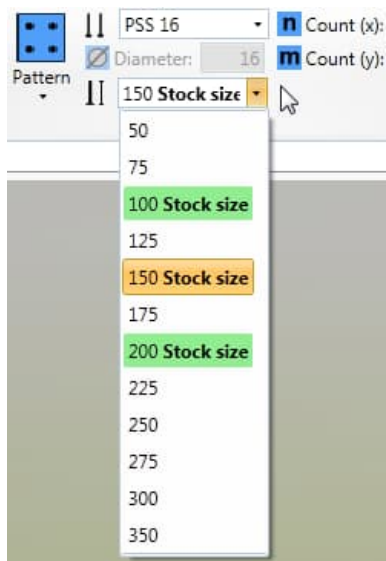 PSS 16
n Count (x):
Diameter: 16
m Count (y):
Pattern
150 Stock size
50
75
100 Stock size
125
150 Stock size
175
200 Stock size
225
250
275
300
350